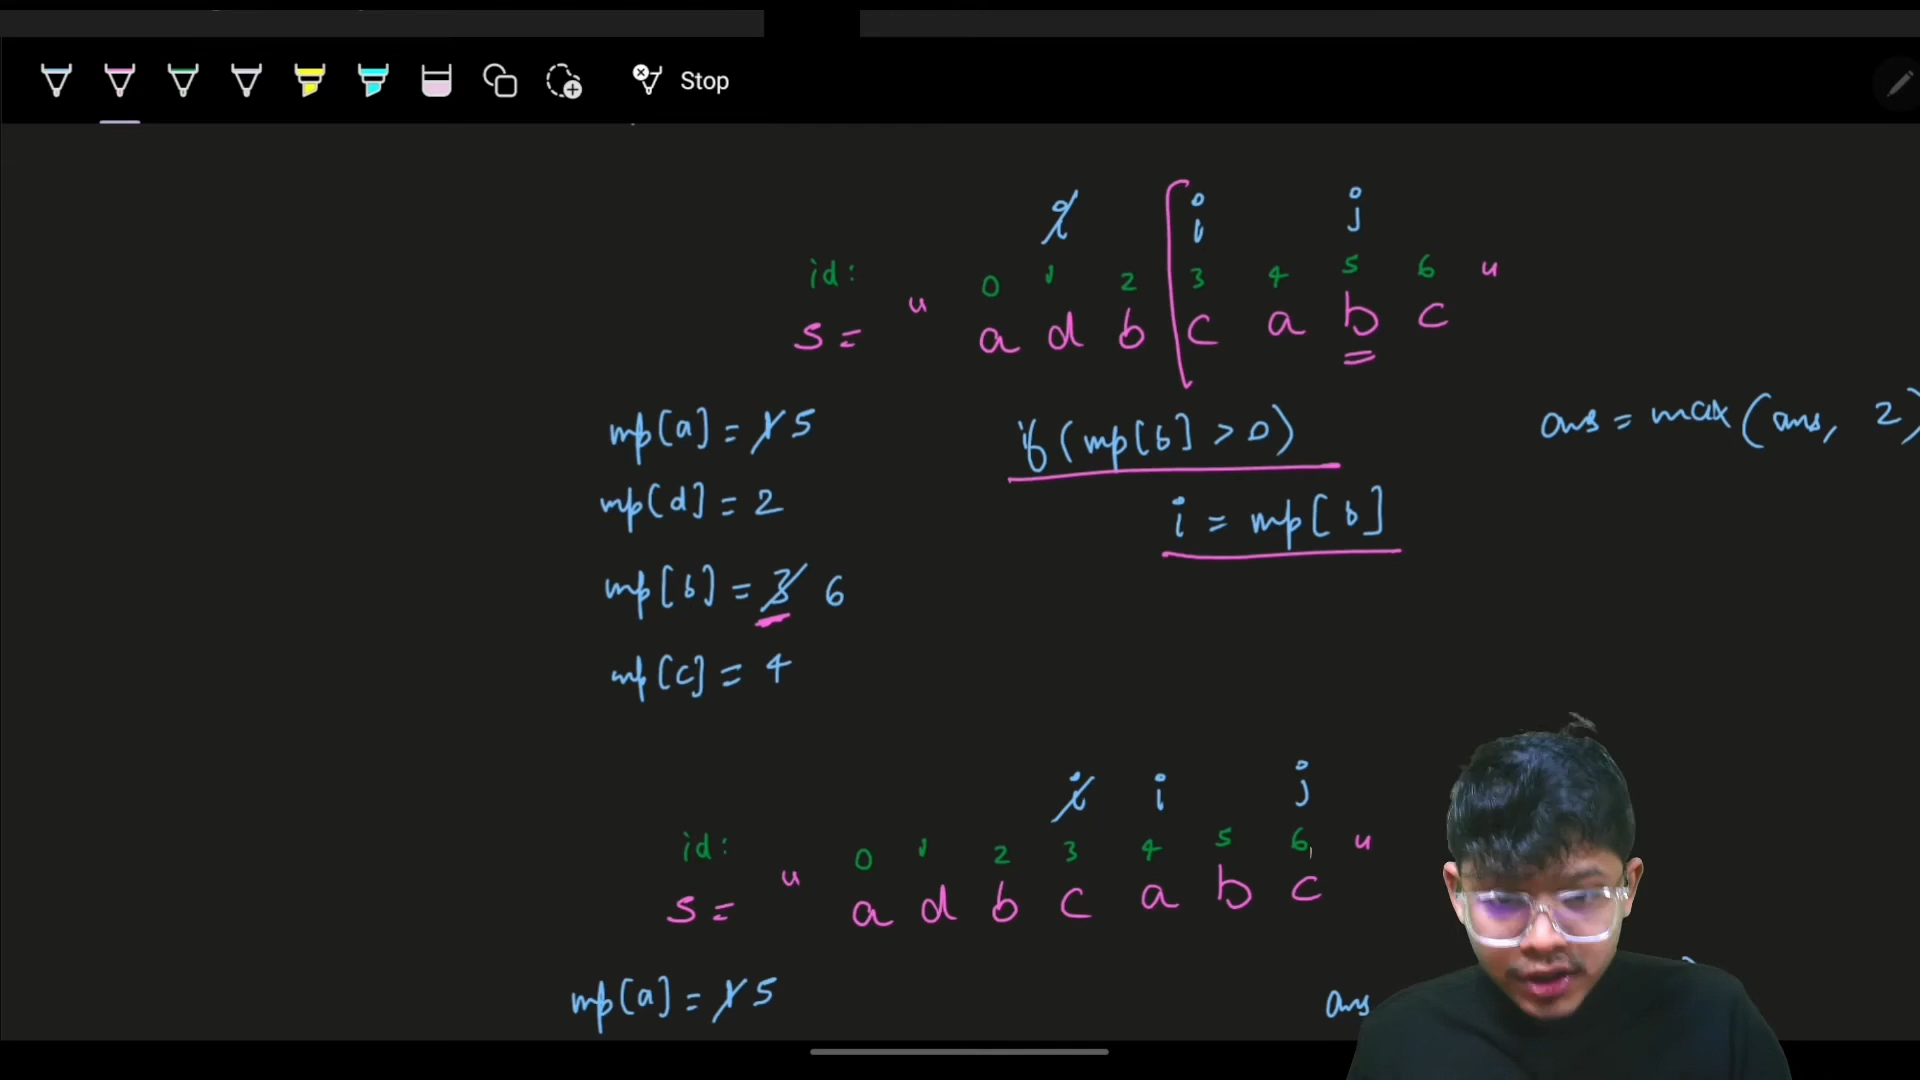 Stop
i i j
id: 0 1 2 3 4 5 6
s = " a d b c a b c "
mp[a] = 1 5
if (mp[b] > 0)
ans = max(ans, 2)
mp[d] = 2
i = mp[b]
mp[b] = 3 6
mp[c] = 4
i i j
id: 0 1 2 3 4 5 6
s = " a d b c a b c "
mp[a] = 1 5
ans